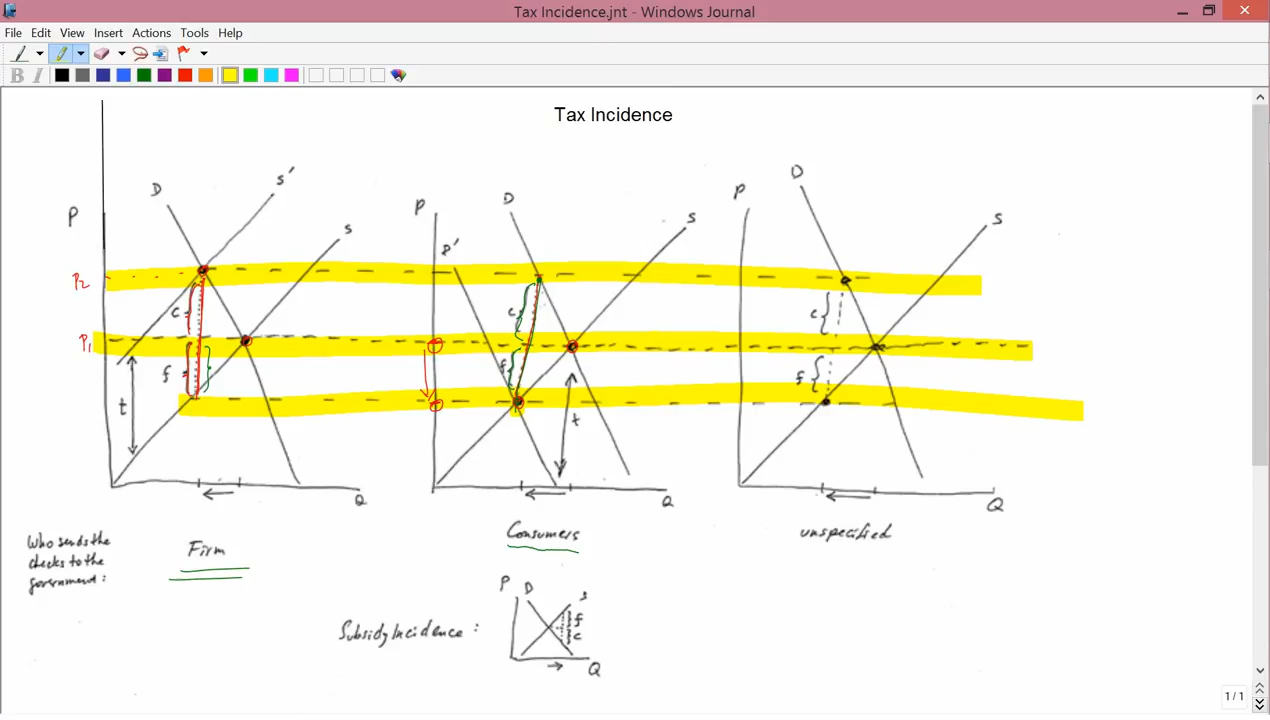 Tax Incidence.jnt - Windows Journal
File Edit View Insert Actions Tools Help
B I
Tax Incidence
P
D
S'
S
P2
P1
c
f
t
Q
P
D
S
c
f
t
Q
P
D
S
c
f
Q
Who sends the
checks to the
government:
Firm
Consumers
unspecified
Subsidy Incidence :
P D S
f
c
Q
1 / 1